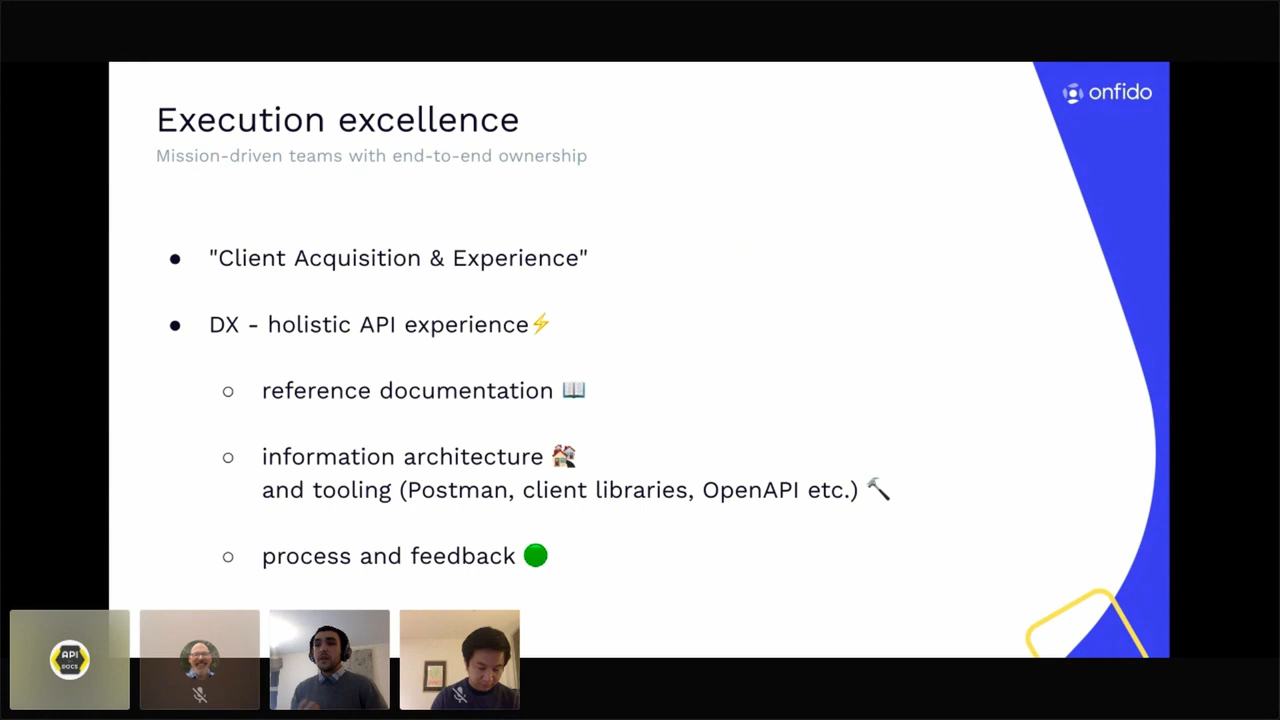 onfido
Execution excellence
Mission-driven teams with end-to-end ownership
● "Client Acquisition & Experience"
● DX - holistic API experience⚡
○ reference documentation 📖
○ information architecture 🏘️
and tooling (Postman, client libraries, OpenAPI etc.) 🔨
○ process and feedback 🟢
API
DOCS